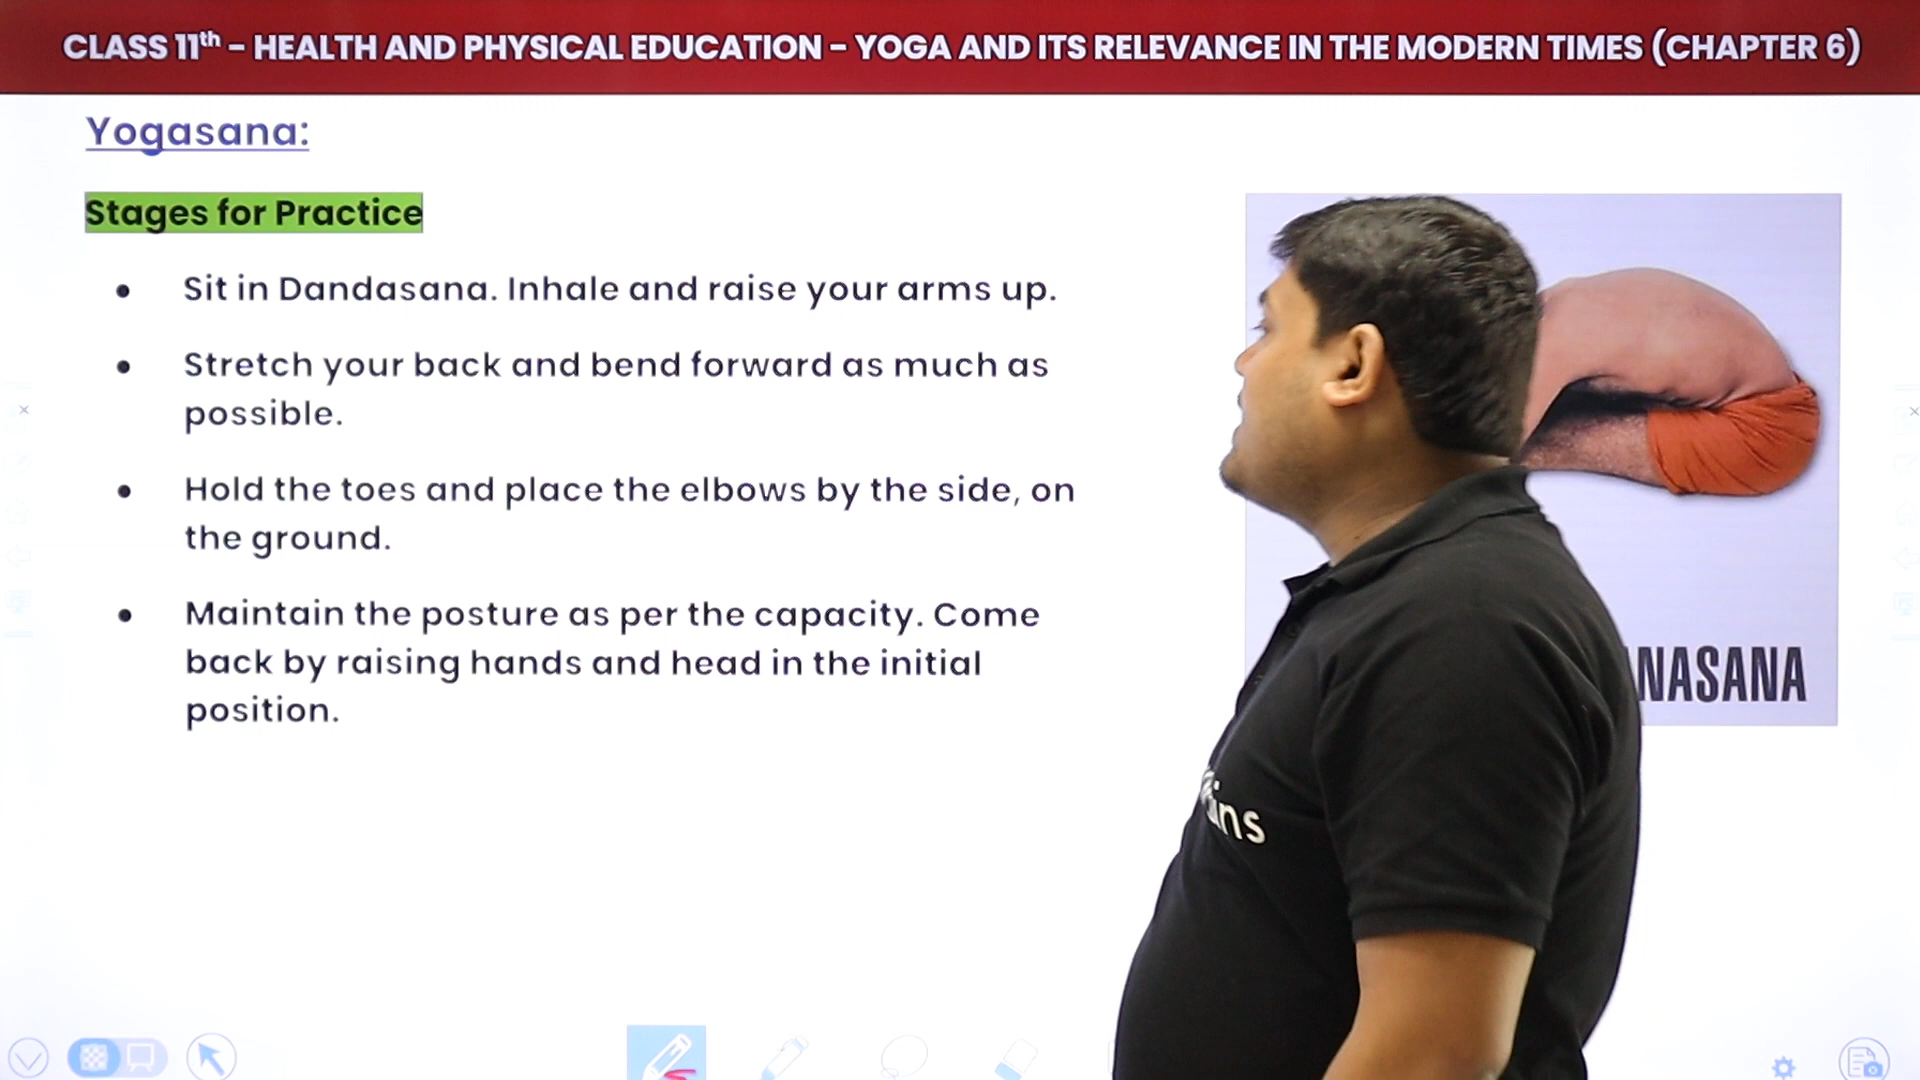 CLASS 11th – HEALTH AND PHYSICAL EDUCATION – YOGA AND ITS RELEVANCE IN THE MODERN TIMES (CHAPTER 6)
Yogasana:
Stages for Practice
• Sit in Dandasana. Inhale and raise your arms up.
• Stretch your back and bend forward as much as
possible.
• Hold the toes and place the elbows by the side, on
the ground.
• Maintain the posture as per the capacity. Come
back by raising hands and head in the initial
position.
NASANA
ins